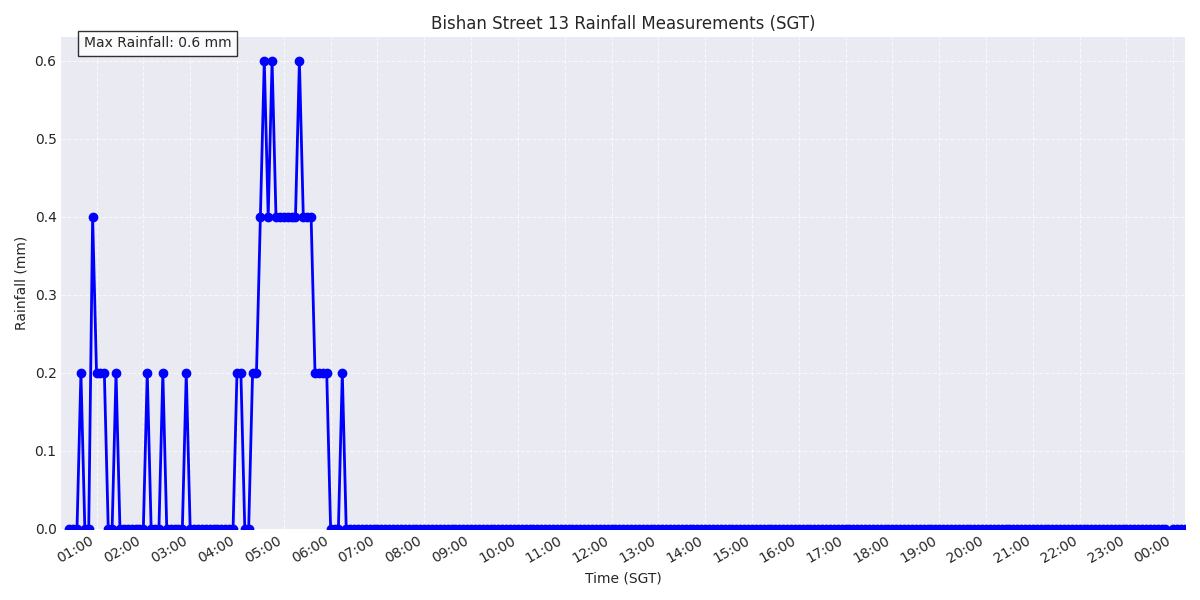 Bishan Street 13 Rainfall Measurements (SGT)
Max Rainfall: 0.6 mm
0.6
0.5
0.4
0.3
0.2
0.1
0.0
Rainfall (mm)
01:00 02:00 03:00 04:00 05:00 06:00 07:00 08:00 09:00 10:00 11:00 12:00 13:00 14:00 15:00 16:00 17:00 18:00 19:00 20:00 21:00 22:00 23:00 00:00
Time (SGT)